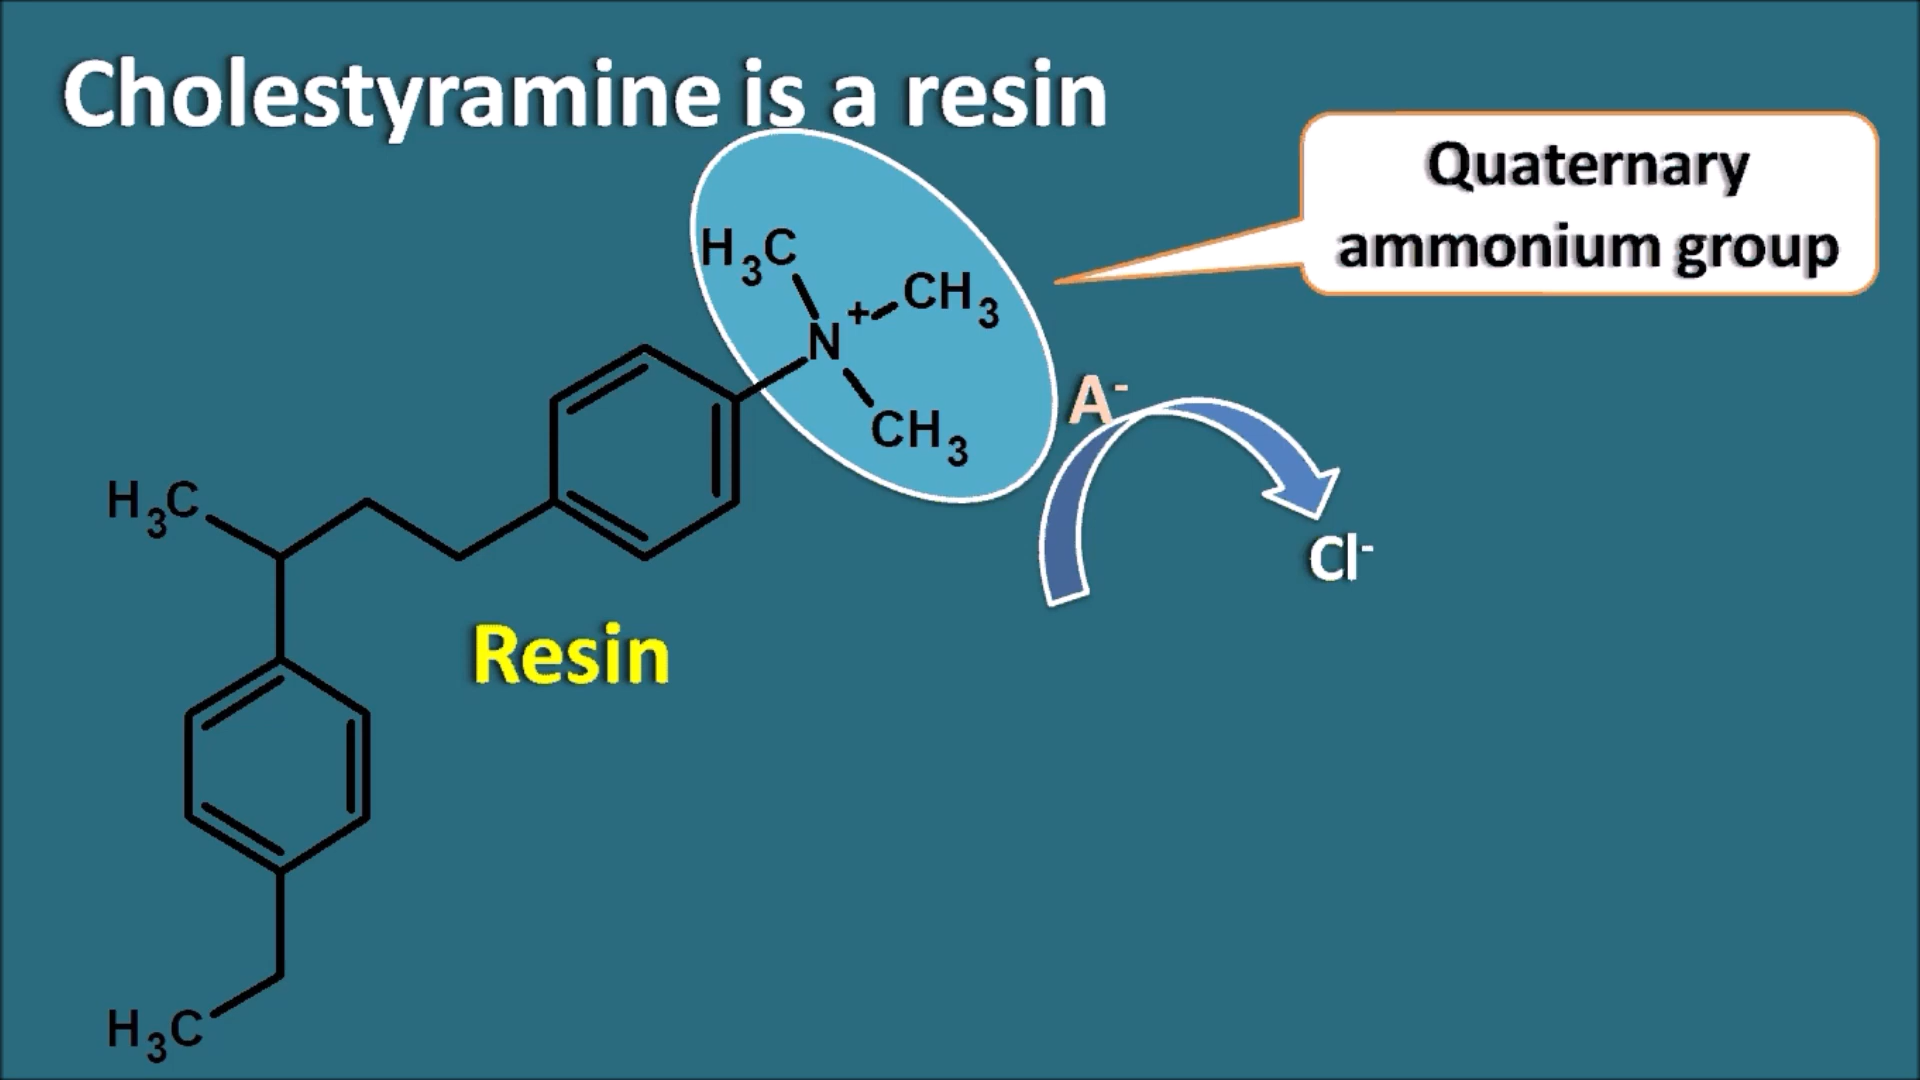 Cholestyramine is a resin
Quaternary
ammonium group
H3C
CH3
N+
CH3
A-
H3C
Cl-
Resin
H3C